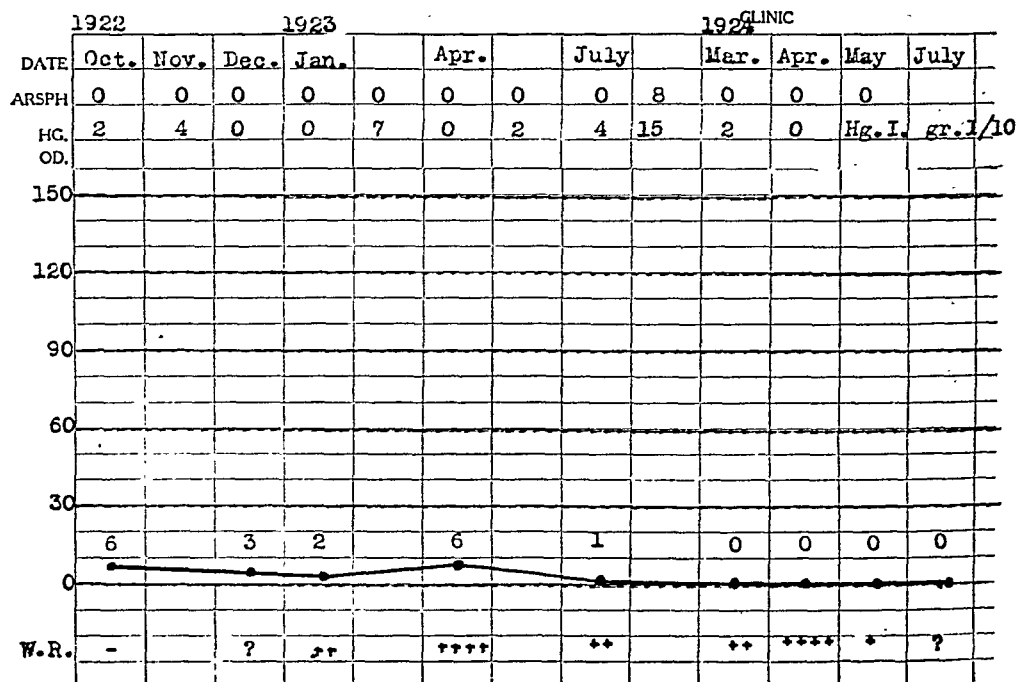 CLINIC
1922 1923 1924
DATE Oct. Nov. Dec. Jan. Apr. July Mar. Apr. May July
ARSPH 0 0 0 0 0 0 0 0 8 0 0 0
HG. 2 4 0 0 7 0 2 4 15 2 0 Hg.I. gr.1/10
OD.
150
120
90
60
30
6 3 2 6 1 0 0 0 0
0
W.R. - ? ++ ++++ ++ ++ ++++ + ?